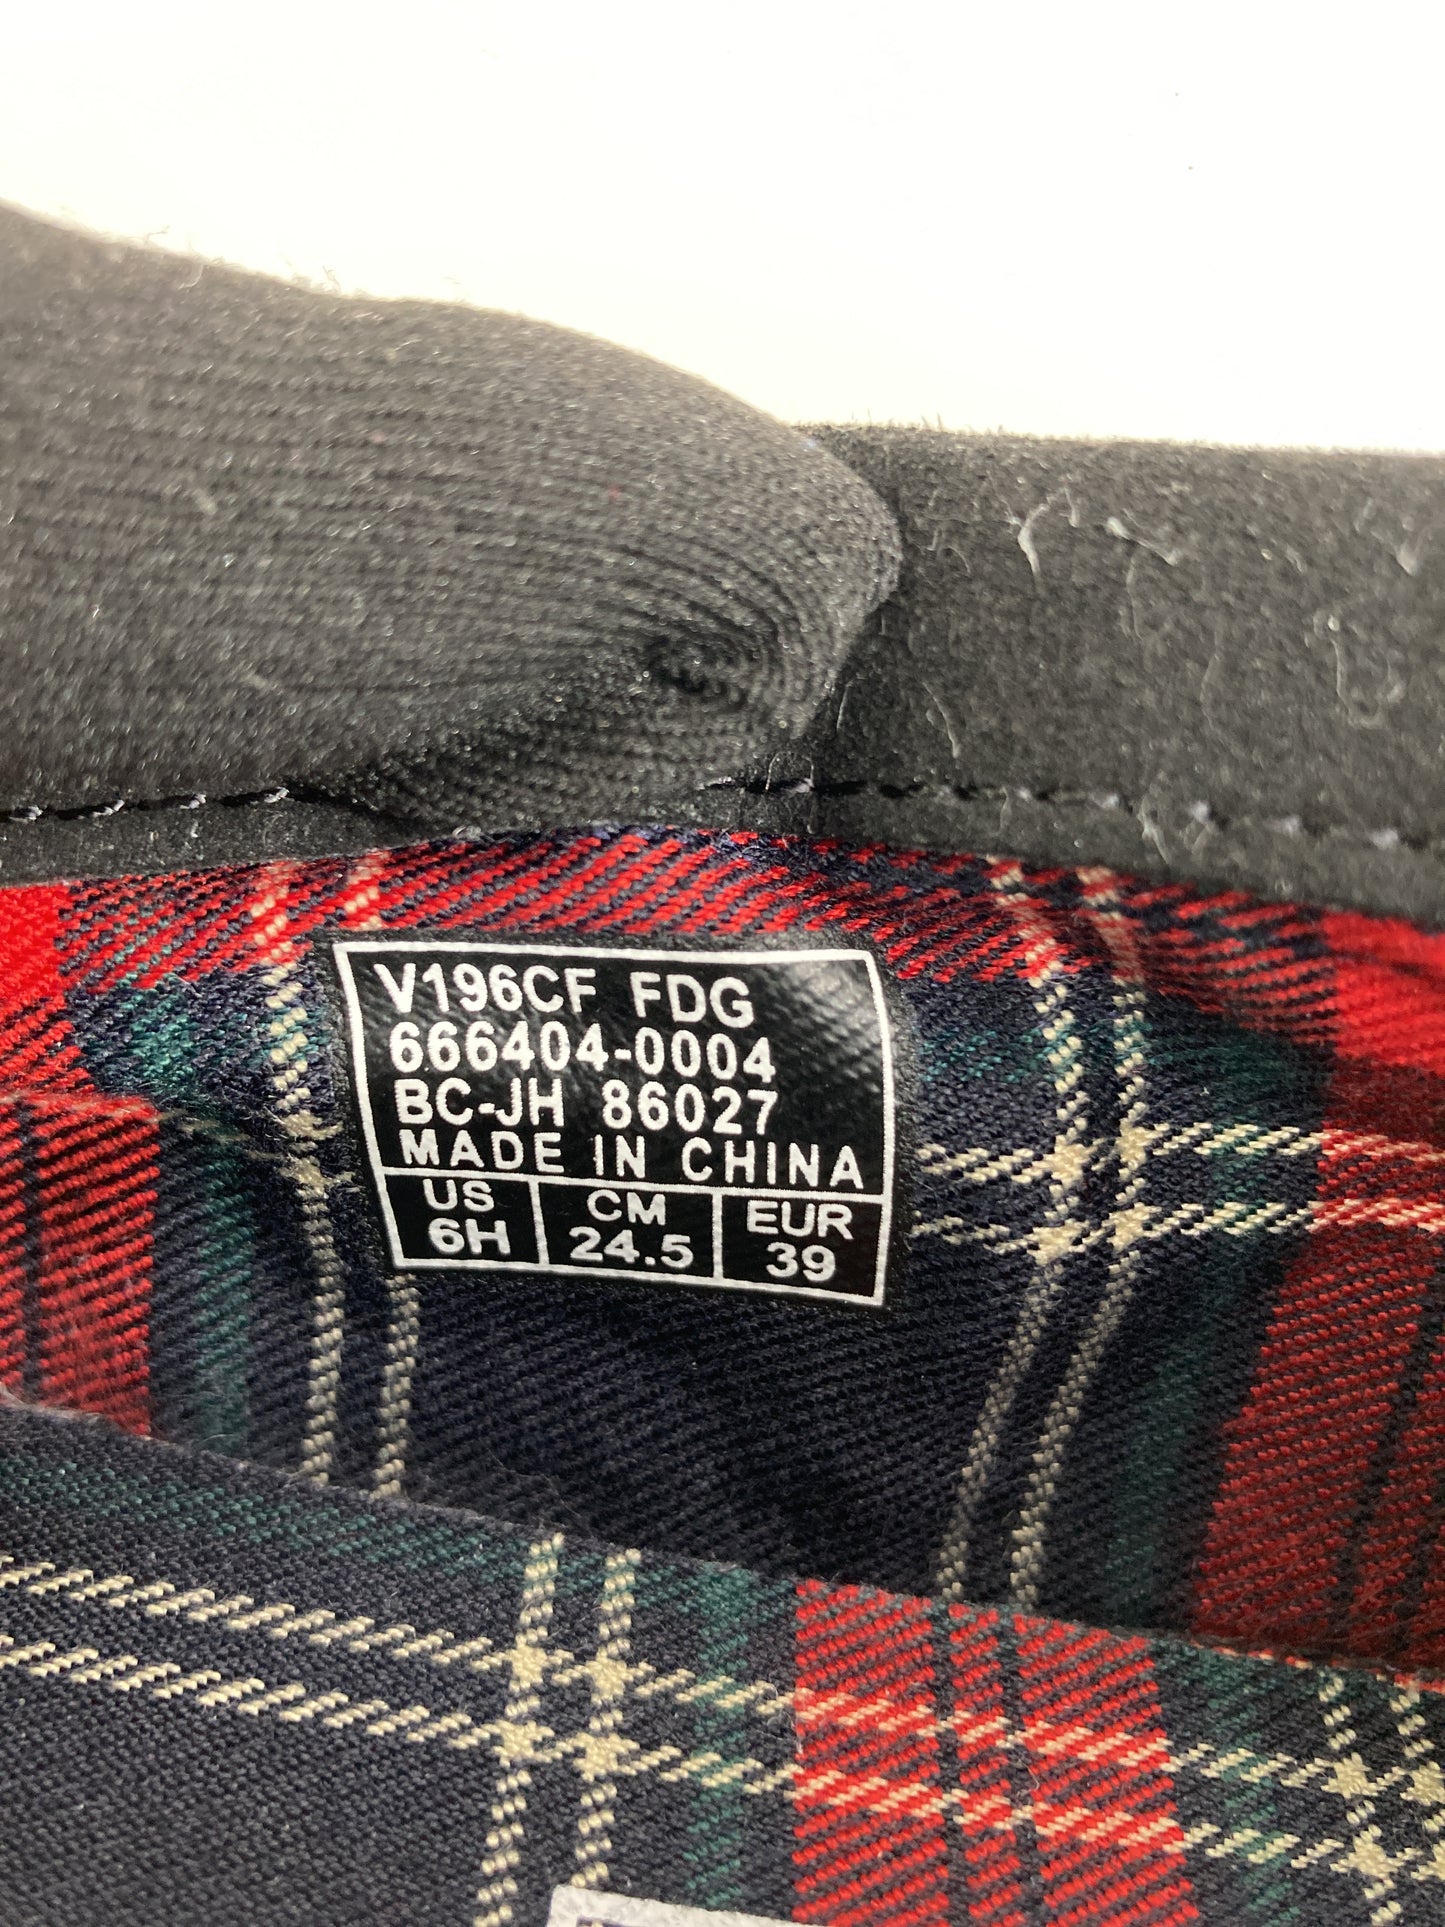 V196CF FDG
666404-0004
BC-JH 86027
MADE IN CHINA
US CM EUR
6H 24.5 39